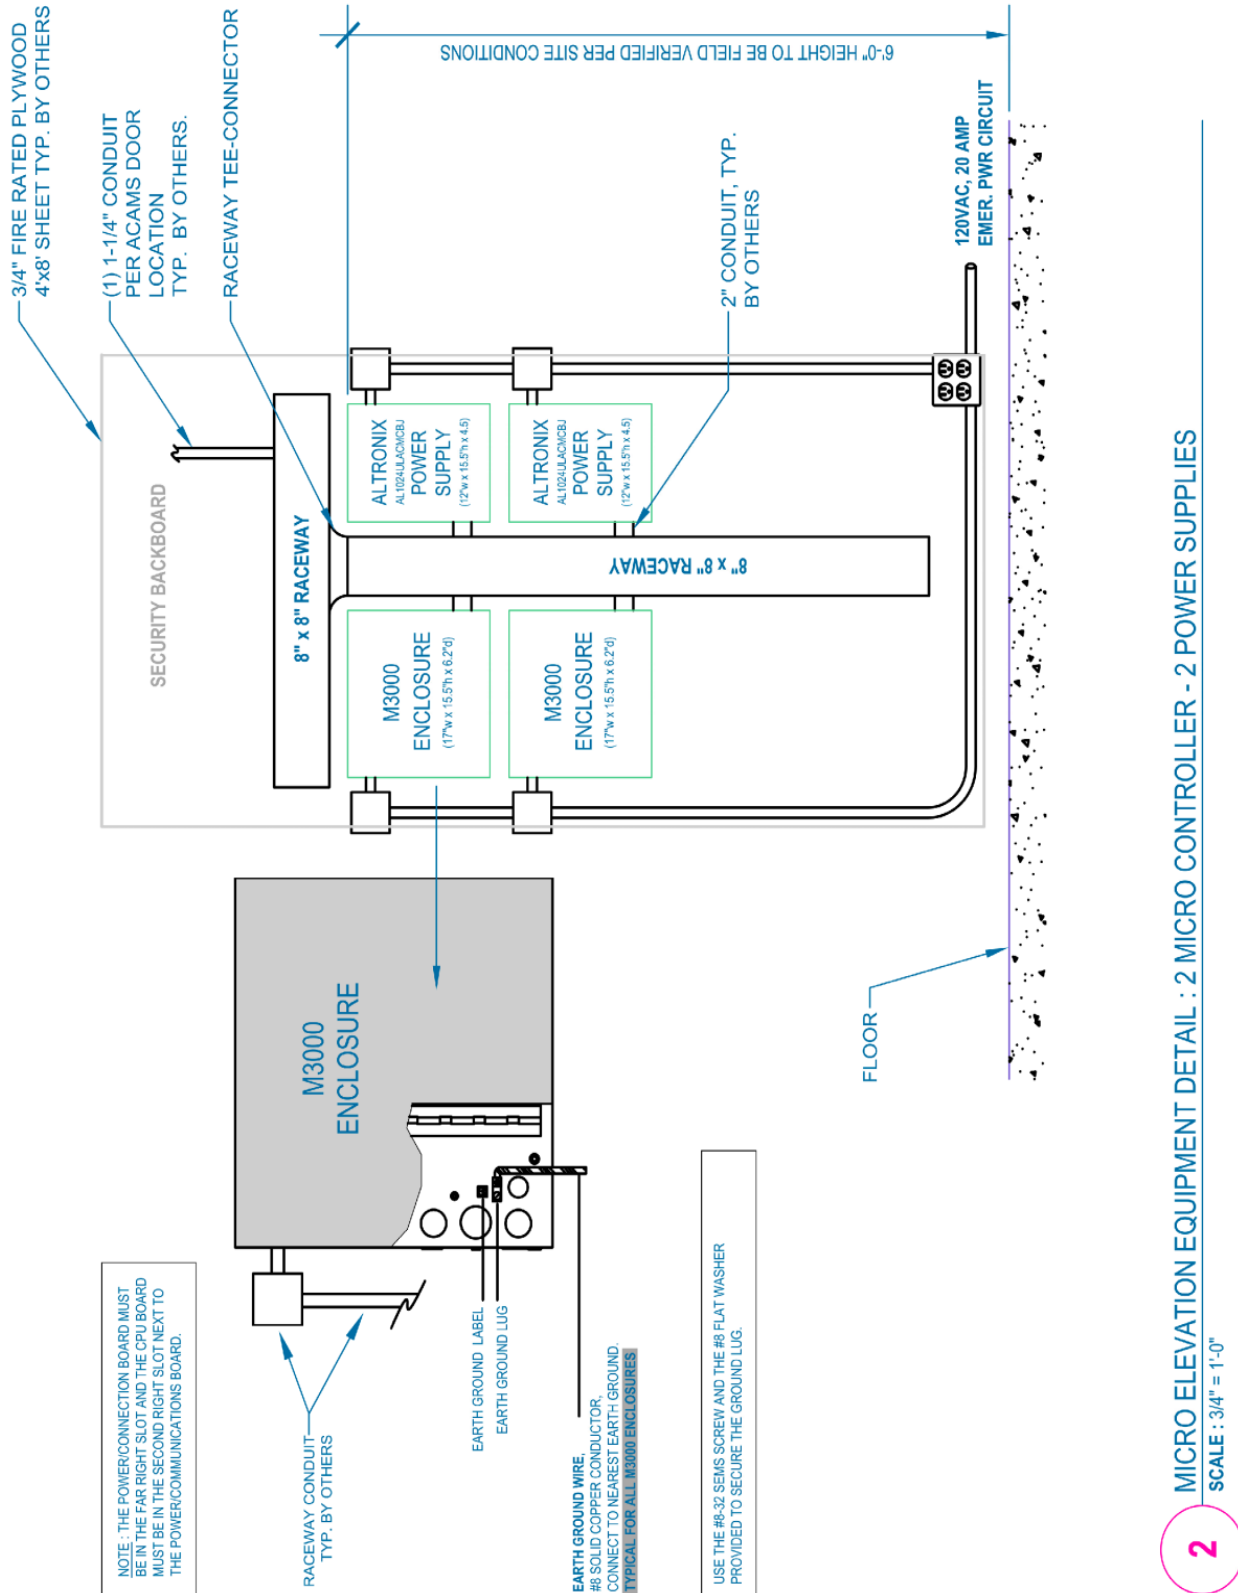 3/4" FIRE RATED PLYWOOD
4'x8' SHEET TYP. BY OTHERS
(1) 1-1/4" CONDUIT
PER ACAMS DOOR
LOCATION
TYP. BY OTHERS.
RACEWAY TEE-CONNECTOR
6'-0" HEIGHT TO BE FIELD VERIFIED PER SITE CONDITIONS
SECURITY BACKBOARD
8" x 8" RACEWAY
ALTRONIX
AL1024ULACMCBJ
POWER
SUPPLY
(12"w x 15.5"h x 4.5)
ALTRONIX
AL1024ULACMCBJ
POWER
SUPPLY
(12"w x 15.5"h x 4.5)
8" x 8" RACEWAY
M3000
ENCLOSURE
(17"w x 15.5"h x 6.2"d)
M3000
ENCLOSURE
(17"w x 15.5"h x 6.2"d)
2" CONDUIT, TYP.
BY OTHERS
120VAC, 20 AMP
EMER. PWR CIRCUIT
M3000
ENCLOSURE
FLOOR
NOTE : THE POWER/CONNECTION BOARD MUST
BE IN THE FAR RIGHT SLOT AND THE CPU BOARD
MUST BE IN THE SECOND RIGHT SLOT NEXT TO
THE POWER/COMMUNICATIONS BOARD.
RACEWAY CONDUIT
TYP. BY OTHERS
EARTH GROUND LABEL
EARTH GROUND LUG
EARTH GROUND WIRE,
#8 SOLID COPPER CONDUCTOR,
CONNECT TO NEAREST EARTH GROUND.
TYPICAL FOR ALL M3000 ENCLOSURES
USE THE #8-32 SEMS SCREW AND THE #8 FLAT WASHER
PROVIDED TO SECURE THE GROUND LUG.
2
MICRO ELEVATION EQUIPMENT DETAIL : 2 MICRO CONTROLLER - 2 POWER SUPPLIES
SCALE : 3/4" = 1'-0"